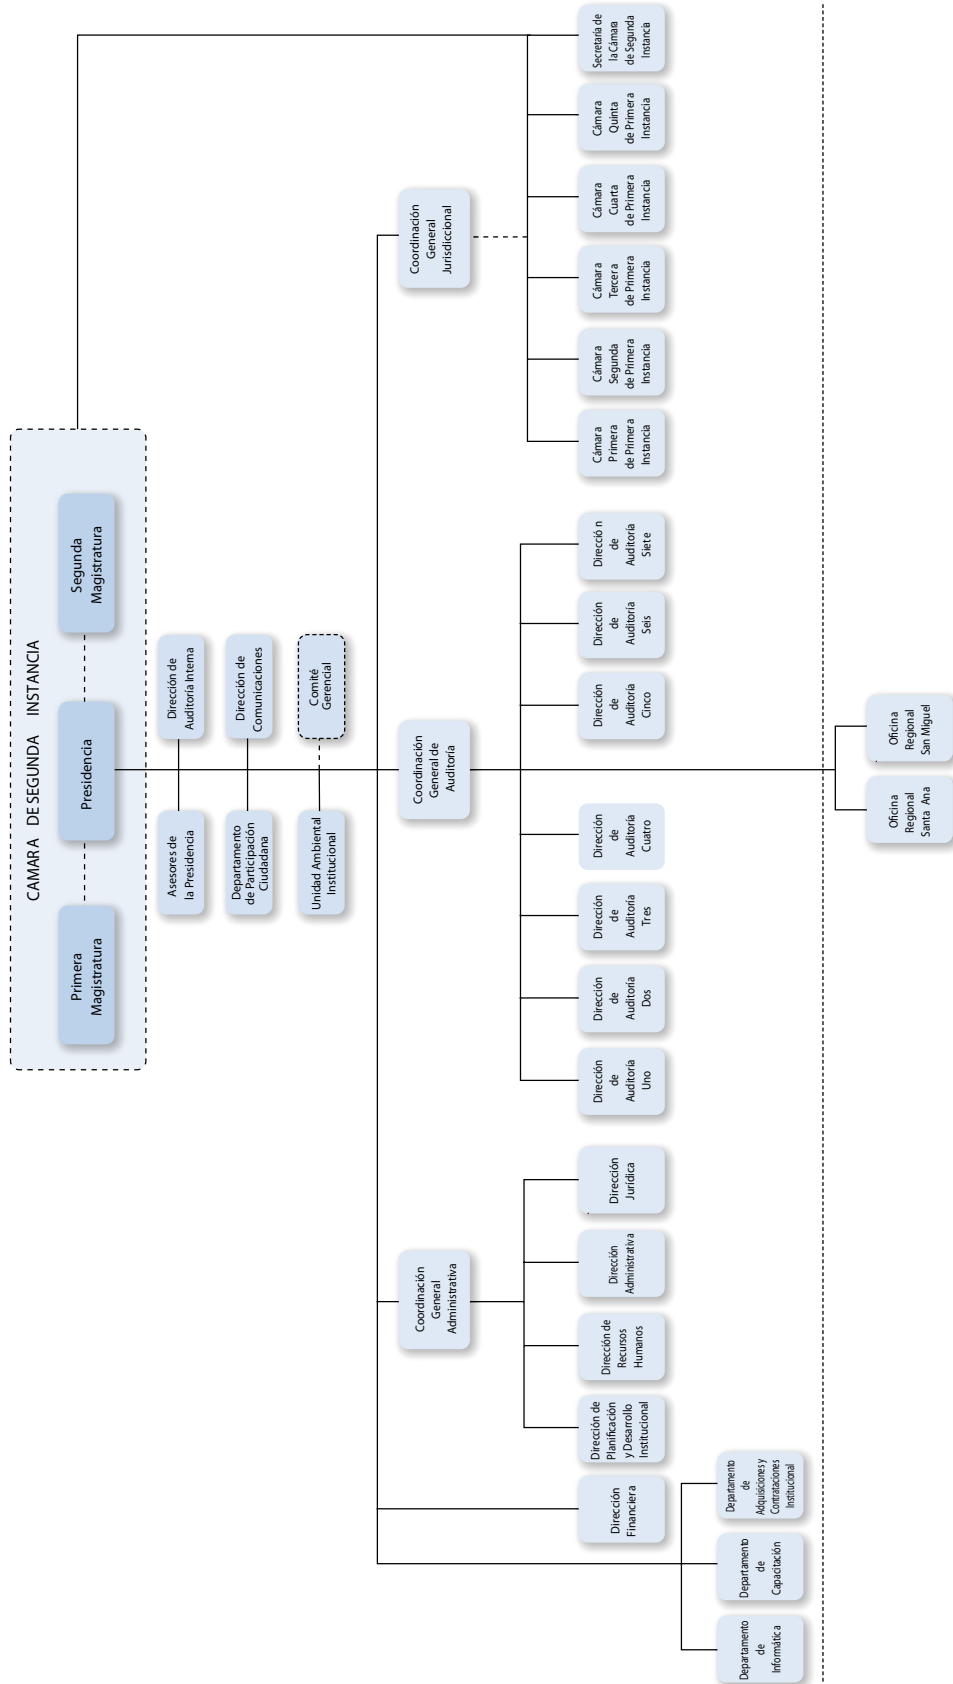 CAMARA DE SEGUNDA INSTANCIA
Primera
Magistratura
Presidencia
Segunda
Magistratura
Asesores de
la Presidencia
Dirección de
Auditoría Interna
Departamento
de Participación
Ciudadana
Dirección de
Comunicaciones
Unidad Ambiental
Institucional
Comité
Gerencial
Coordinación
General
Administrativa
Coordinación
General de
Auditoría
Coordinación
General
Jurisdiccional
Dirección
Financiera
Dirección de
Planificación
y Desarrollo
Institucional
Dirección de
Recursos
Humanos
Dirección
Administrativa
Dirección
Jurídica
Dirección
de
Auditoría
Uno
Dirección
de
Auditoría
Dos
Dirección
de
Auditoría
Tres
Dirección
de
Auditoría
Cuatro
Dirección
de
Auditoría
Cinco
Dirección
de
Auditoría
Seis
Dirección
de
Auditoría
Siete
Cámara
Primera
de Primera
Instancia
Cámara
Segunda
de Primera
Instancia
Cámara
Tercera
de Primera
Instancia
Cámara
Cuarta
de Primera
Instancia
Cámara
Quinta
de Primera
Instancia
Secretaría de
la Cámara
de Segunda
Instancia
Departamento
de
Informática
Departamento
de
Capacitación
Departamento
de
Adquisiciones y
Contrataciones
Institucional
Oficina
Regional
Santa Ana
Oficina
Regional
San Miguel